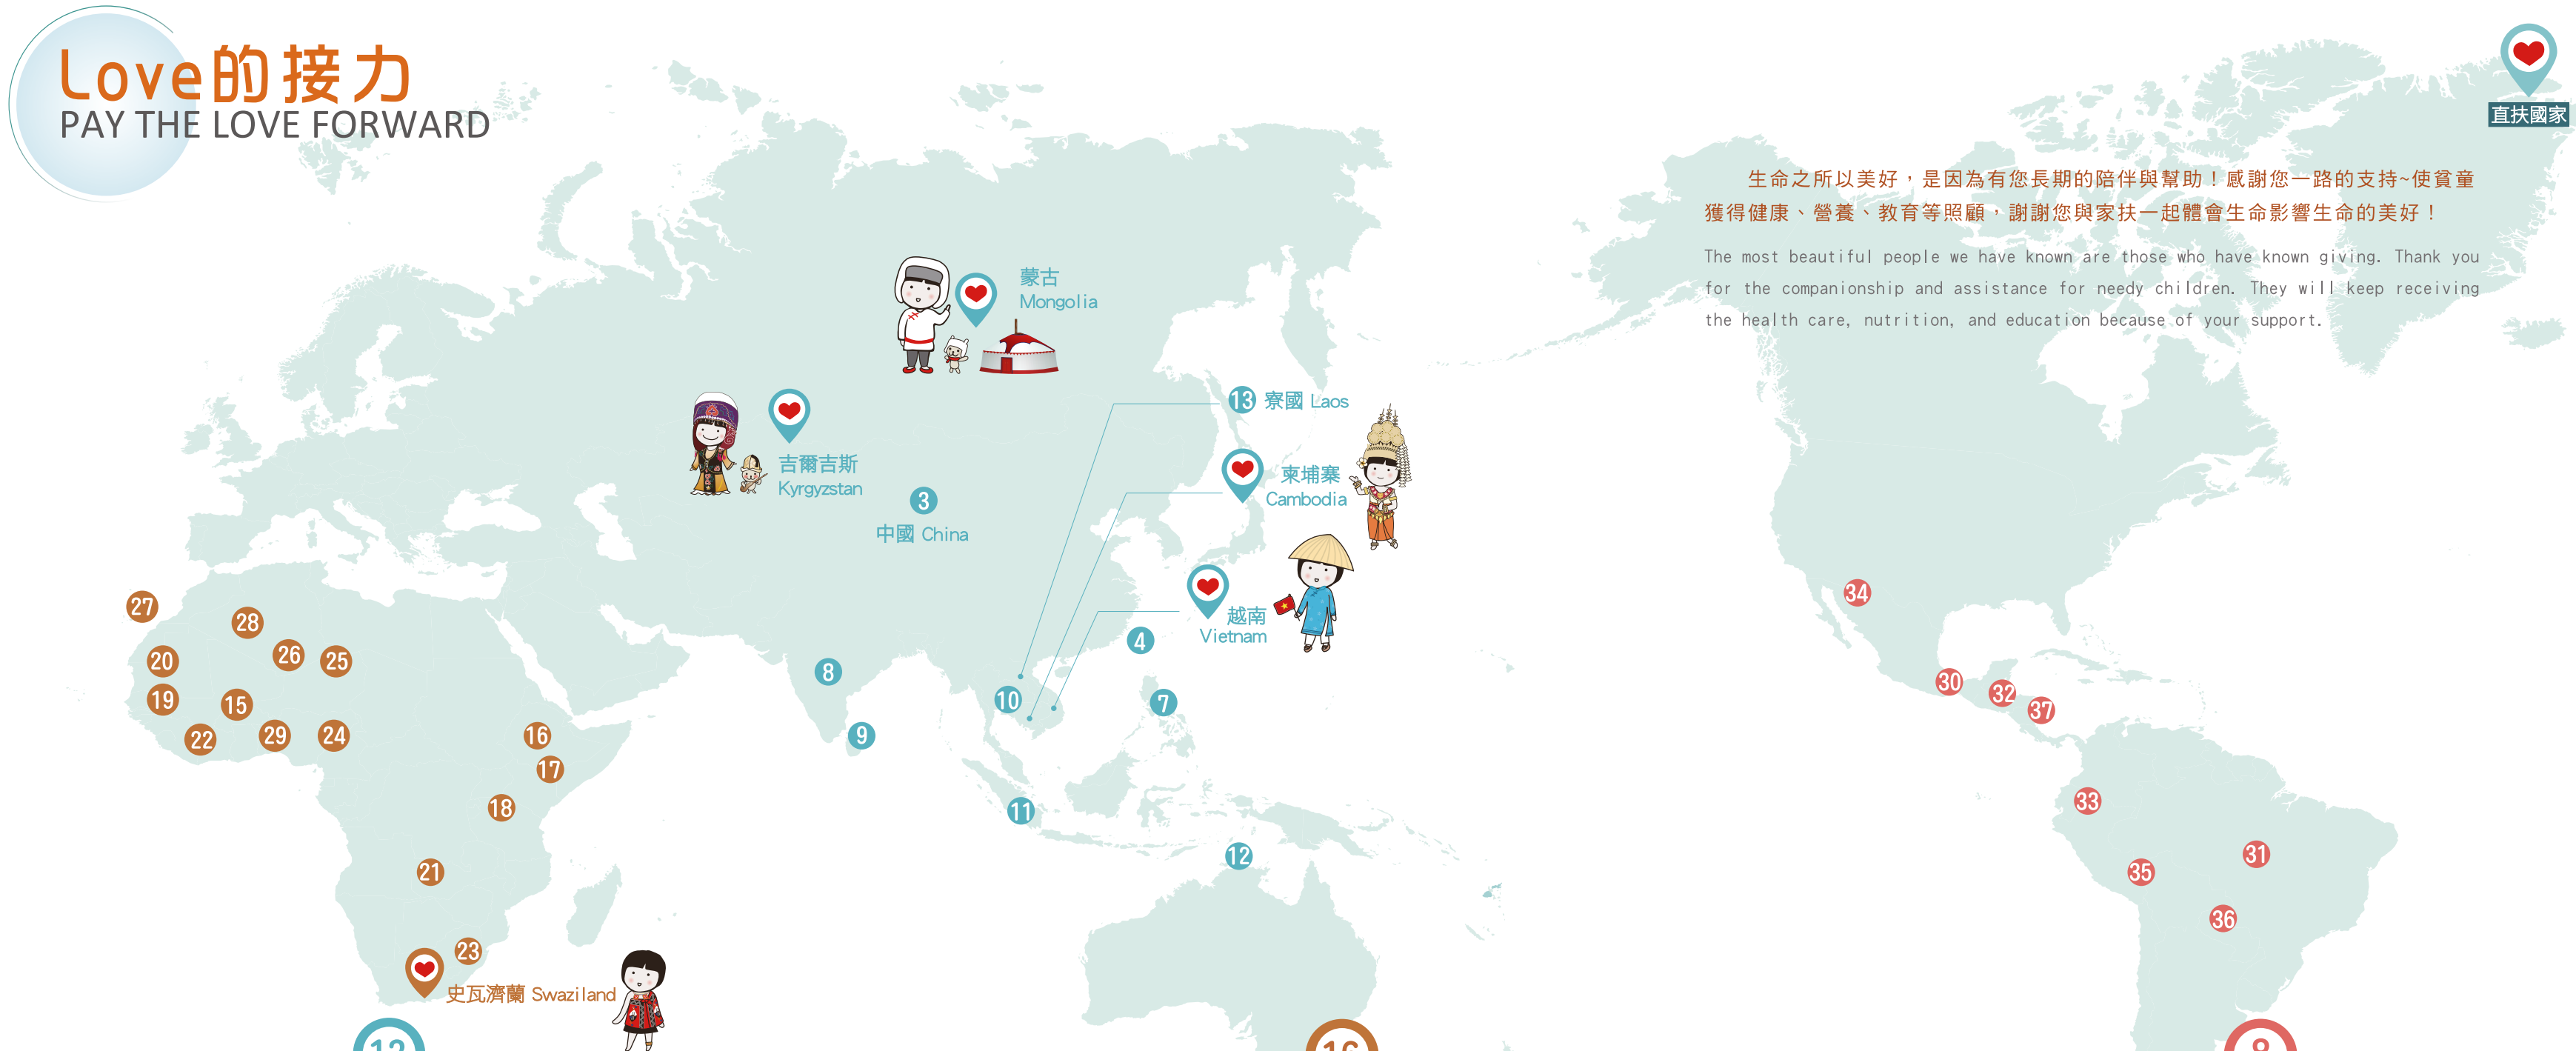 Love的接力
PAY THE LOVE FORWARD
直扶國家
生命之所以美好，是因為有您長期的陪伴與幫助！感謝您一路的支持~使貧童
獲得健康、營養、教育等照顧，謝謝您與家扶一起體會生命影響生命的美好！
The most beautiful people we have known are those who have known giving. Thank you
for the companionship and assistance for needy children. They will keep receiving
the health care, nutrition, and education because of your support.
蒙古
Mongolia
13 寮國 Laos
吉爾吉斯
Kyrgyzstan
柬埔寨
Cambodia
3
中國 China
越南
Vietnam
27
28
34
4
26
25
20
8
30
32
19
15
10
7
37
22
29
24
16
9
17
33
18
11
31
12
21
35
36
23
史瓦濟蘭 Swaziland